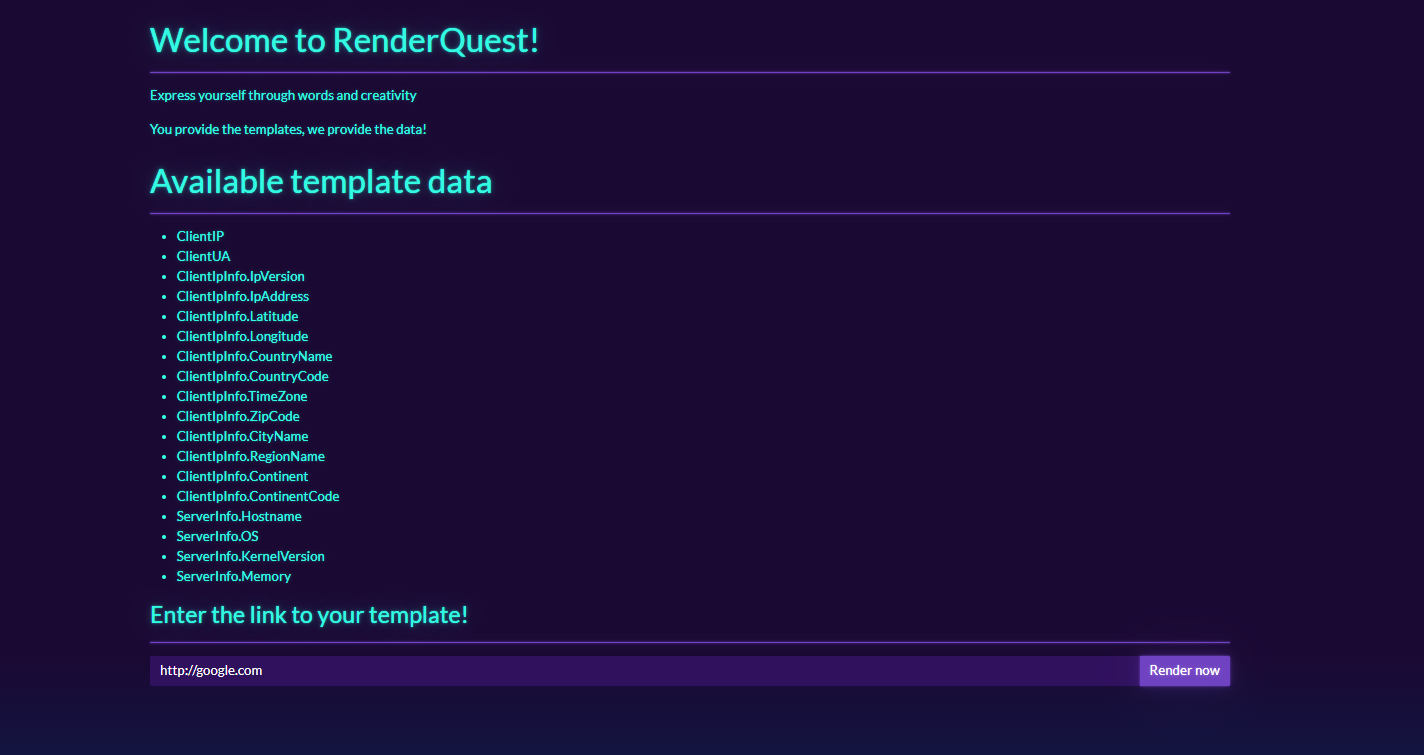 Welcome to RenderQuest!
Express yourself through words and creativity
You provide the templates, we provide the data!
Available template data
ClientIP
ClientUA
ClientIpInfo.IpVersion
ClientIpInfo.IpAddress
ClientIpInfo.Latitude
ClientIpInfo.Longitude
ClientIpInfo.CountryName
ClientIpInfo.CountryCode
ClientIpInfo.TimeZone
ClientIpInfo.ZipCode
ClientIpInfo.CityName
ClientIpInfo.RegionName
ClientIpInfo.Continent
ClientIpInfo.ContinentCode
ServerInfo.Hostname
ServerInfo.OS
ServerInfo.KernelVersion
ServerInfo.Memory
Enter the link to your template!
http://google.com Render now